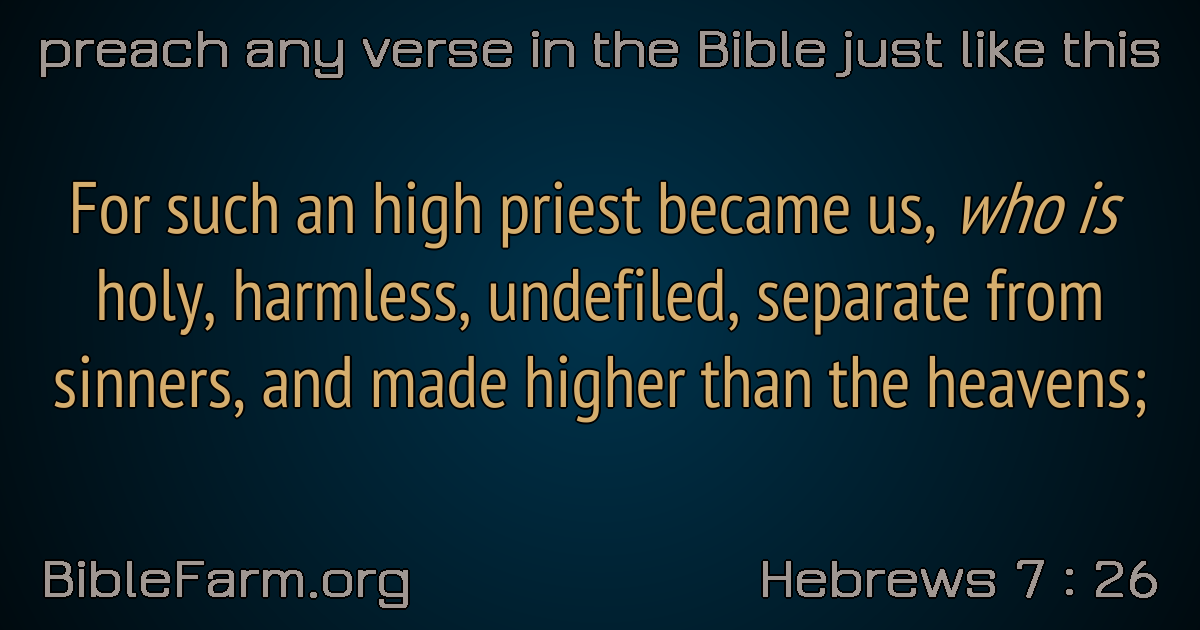 preach any verse in the Bible just like this
For such an high priest became us, who is
holy, harmless, undefiled, separate from
sinners, and made higher than the heavens;
BibleFarm.org
Hebrews 7 : 26